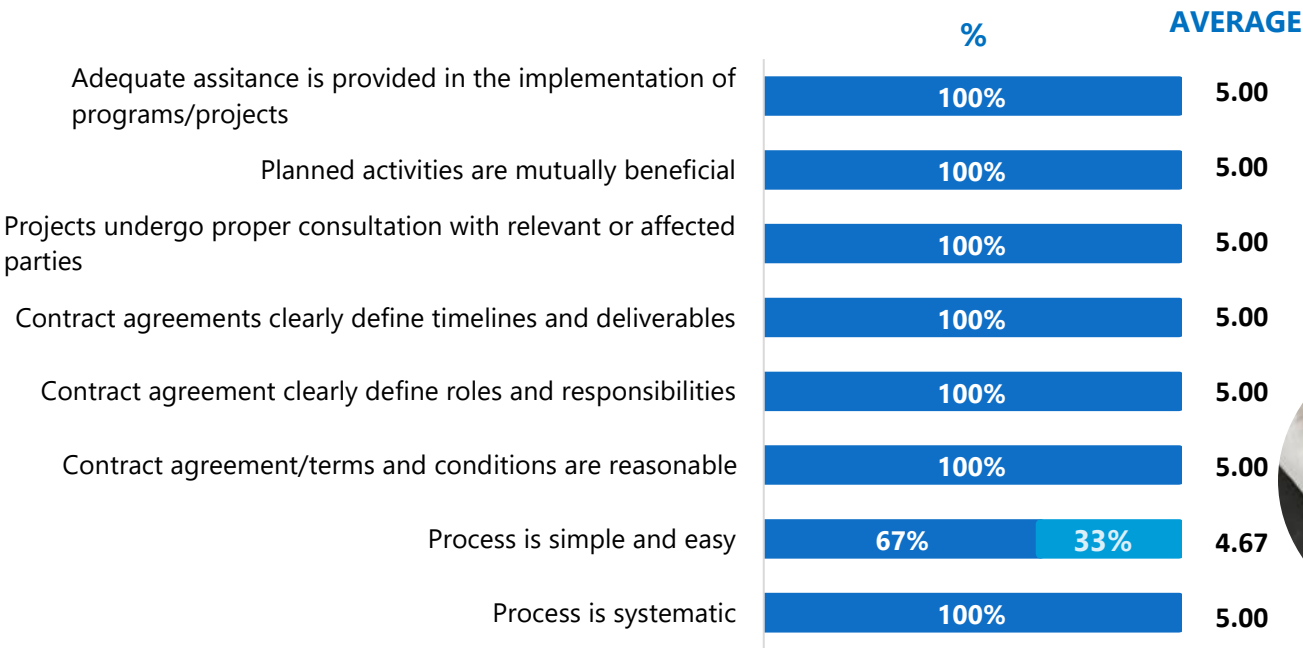 % AVERAGE
Adequate assitance is provided in the implementation of
programs/projects
100% 5.00
Planned activities are mutually beneficial 100% 5.00
Projects undergo proper consultation with relevant or affected
parties
100% 5.00
Contract agreements clearly define timelines and deliverables 100% 5.00
Contract agreement clearly define roles and responsibilities 100% 5.00
Contract agreement/terms and conditions are reasonable 100% 5.00
Process is simple and easy 67% 33% 4.67
Process is systematic 100% 5.00